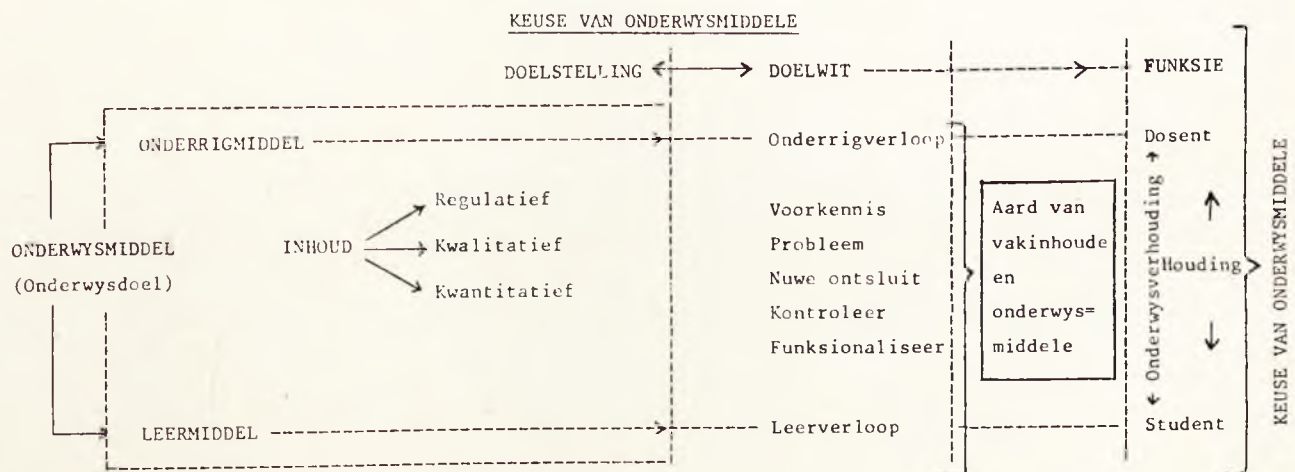 KEUSE VAN ONDERWYSMIDDELE
DOELSTELLING DOELWIT FUNKSIE
ONDERRIGMIDDEL Onderrigverloop Dosent
Regulatief Voorkennis Aard van
ONDERWYSMIDDEL INHOUD Kwalitatief Probleem vakinhoude
(Onderwysdoel) Nuwe ontsluit en Houding
Kwantitatief Kontroleer onderwys=
Funksionaliseer middele
LEERMIDDEL Leerverloop Student
Onderwysverhouding
KEUSE VAN ONDERWYSMIDDELE